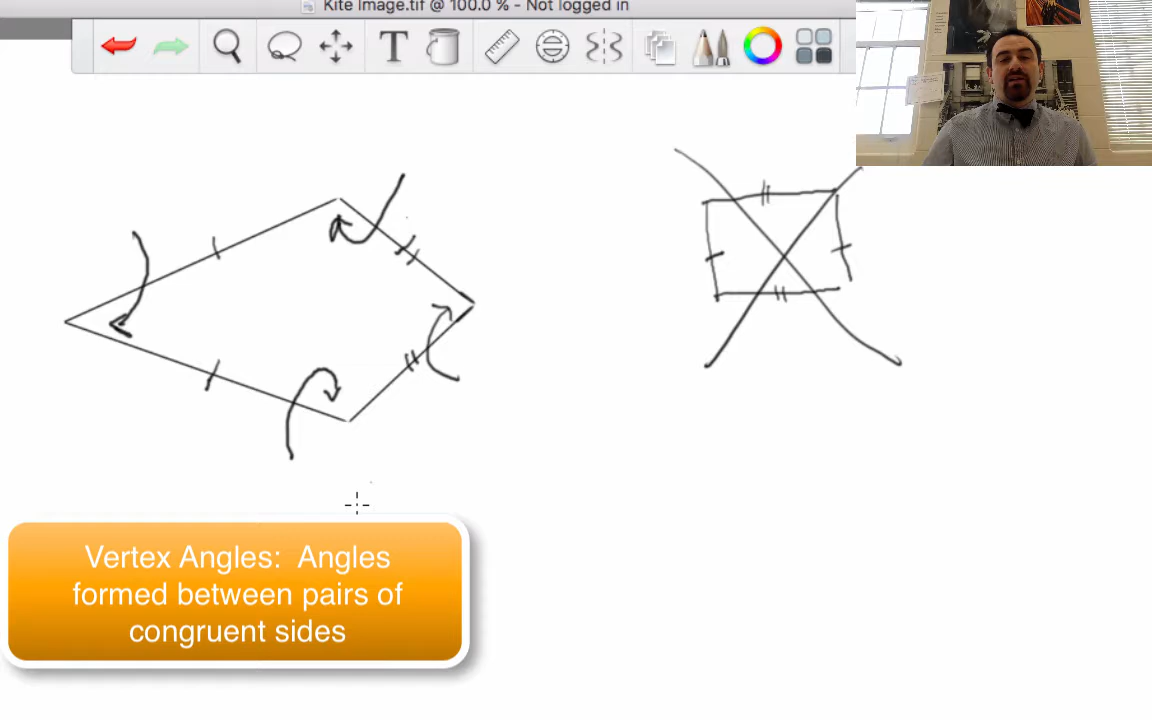 Kite Image.tif @ 100.0 % - Not logged in
T
Vertex Angles: Angles
formed between pairs of
congruent sides